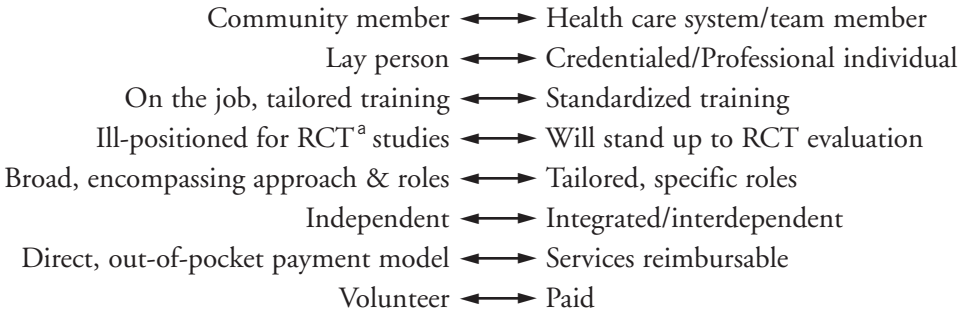 Community member ◄─► Health care system/team member
Lay person ◄─► Credentialed/Professional individual
On the job, tailored training ◄─► Standardized training
Ill-positioned for RCTᵃ studies ◄─► Will stand up to RCT evaluation
Broad, encompassing approach & roles ◄─► Tailored, specific roles
Independent ◄─► Integrated/interdependent
Direct, out-of-pocket payment model ◄─► Services reimbursable
Volunteer ◄─► Paid